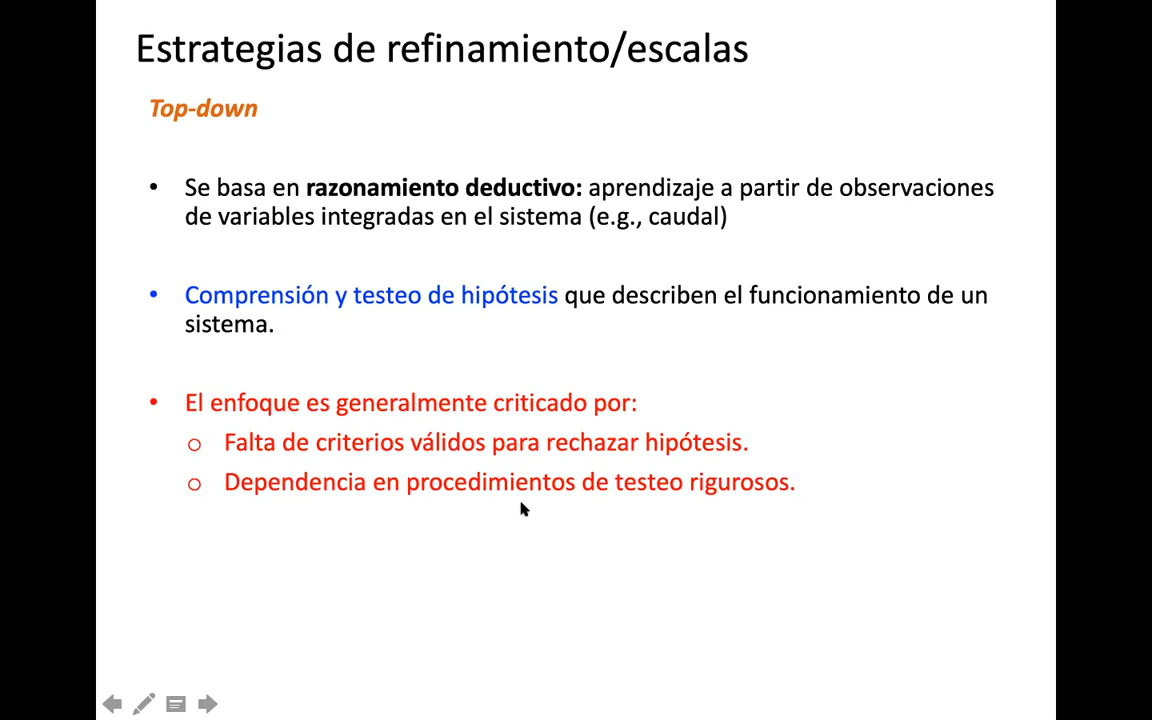 Estrategias de refinamiento/escalas
Top-down
• Se basa en razonamiento deductivo: aprendizaje a partir de observaciones
de variables integradas en el sistema (e.g., caudal)
• Comprensión y testeo de hipótesis que describen el funcionamiento de un
sistema.
• El enfoque es generalmente criticado por:
o Falta de criterios válidos para rechazar hipótesis.
o Dependencia en procedimientos de testeo rigurosos.